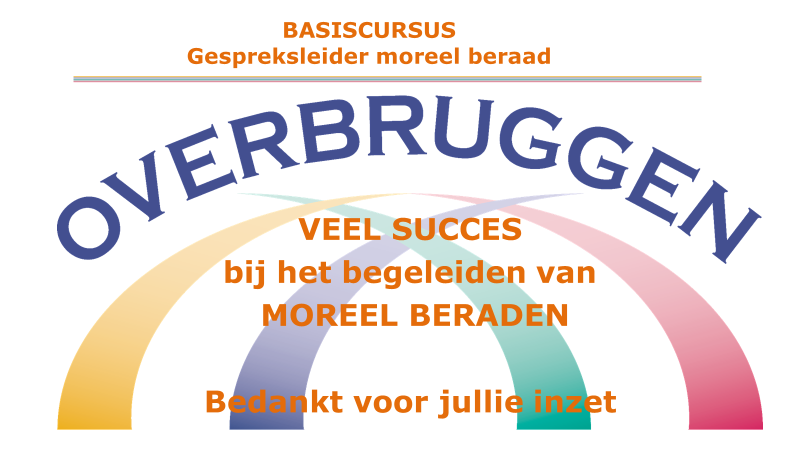 BASISCURSUS
Gespreksleider moreel beraad
OVERBRUGGEN
VEEL SUCCES
bij het begeleiden van
MOREEL BERADEN
Bedankt voor jullie inzet